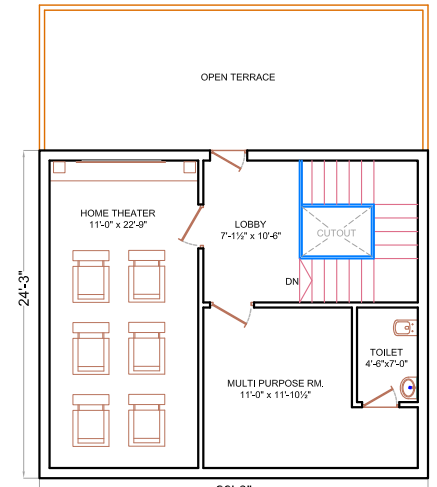 OPEN TERRACE
HOME THEATER
11'-0" x 22'-9"
LOBBY
7'-1½" x 10'-6"
CUTOUT
24'-3"
DN
TOILET
4'-6"x7'-0"
MULTI PURPOSE RM.
11'-0" x 11'-10½"